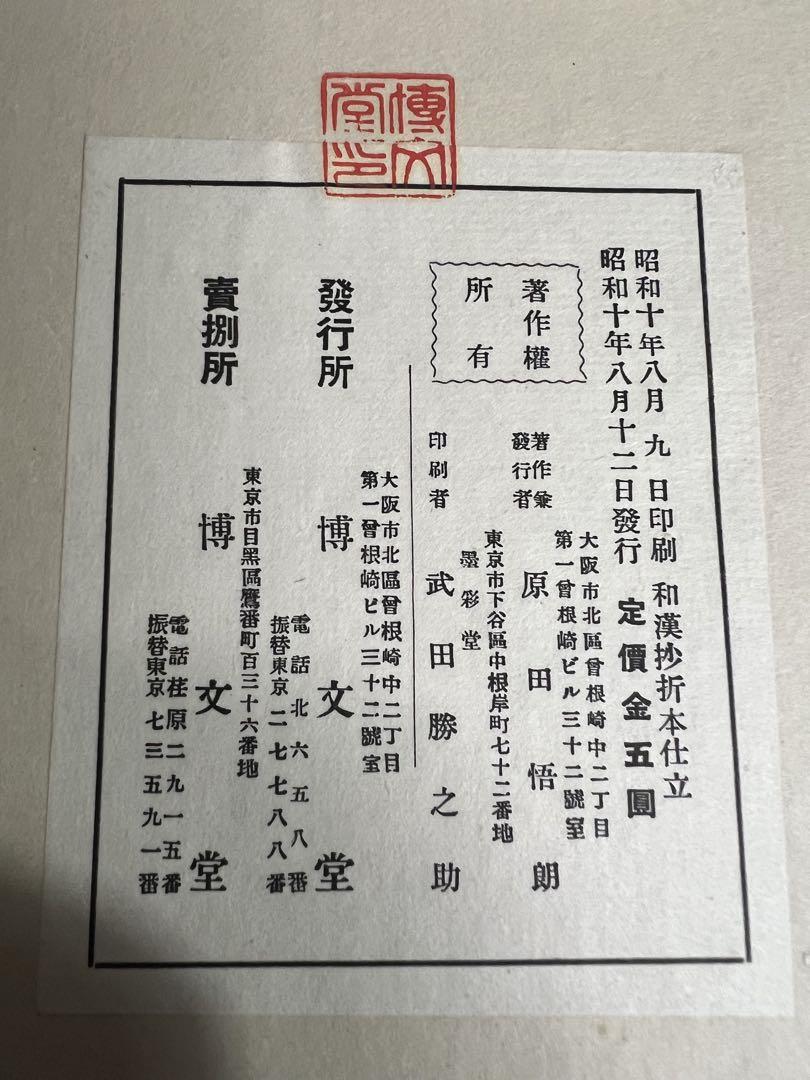 博文
堂印
昭和十年八月九日印刷 和漢抄折本仕立
昭和十年八月十二日發行 定價金五圓
著作權
所有
大阪市北區曾根崎中二丁目
第一曾根崎ビル三十二號室
著作兼
發行者 原田悟朗
東京市下谷區中根岸町七十二番地
墨彩堂
印刷者 武田勝之助
大阪市北區曾根崎中二丁目
第一曾根崎ビル三十二號室
發行所 博文堂
電話北六五八番
振替東京二七七八八番
東京市目黑區鷹番町百三十六番地
賣捌所 博文堂
電話荏原二九一五番
振替東京七三五九一番